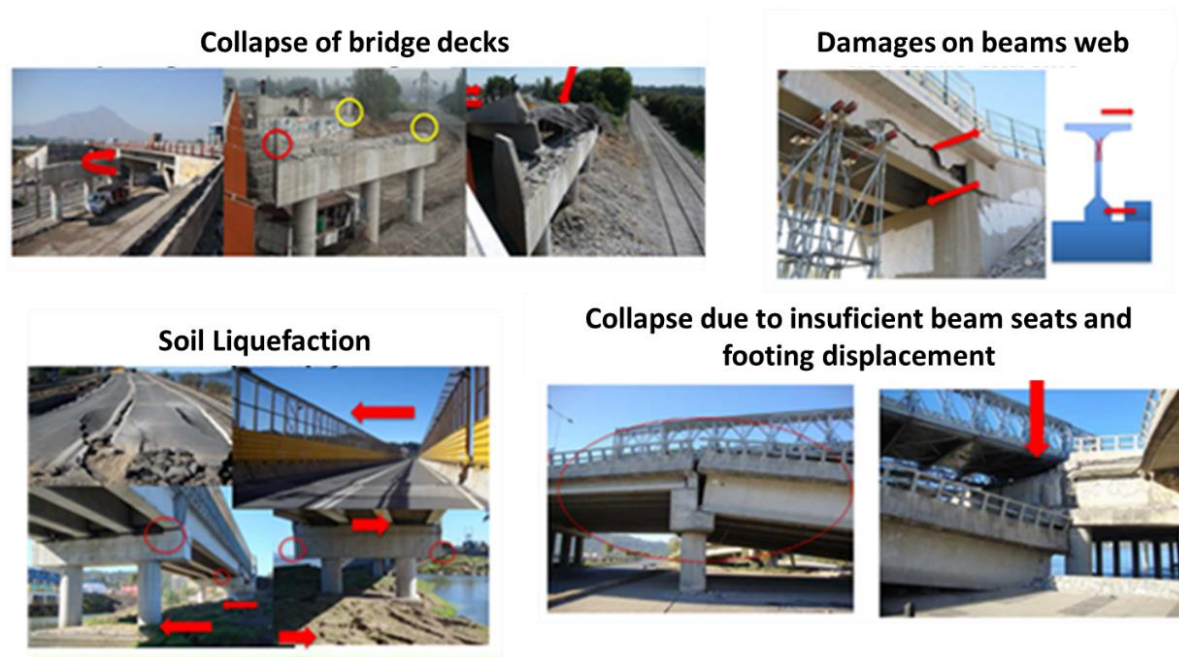 Collapse of bridge decks
Damages on beams web
Soil Liquefaction
Collapse due to insuficient beam seats and
footing displacement